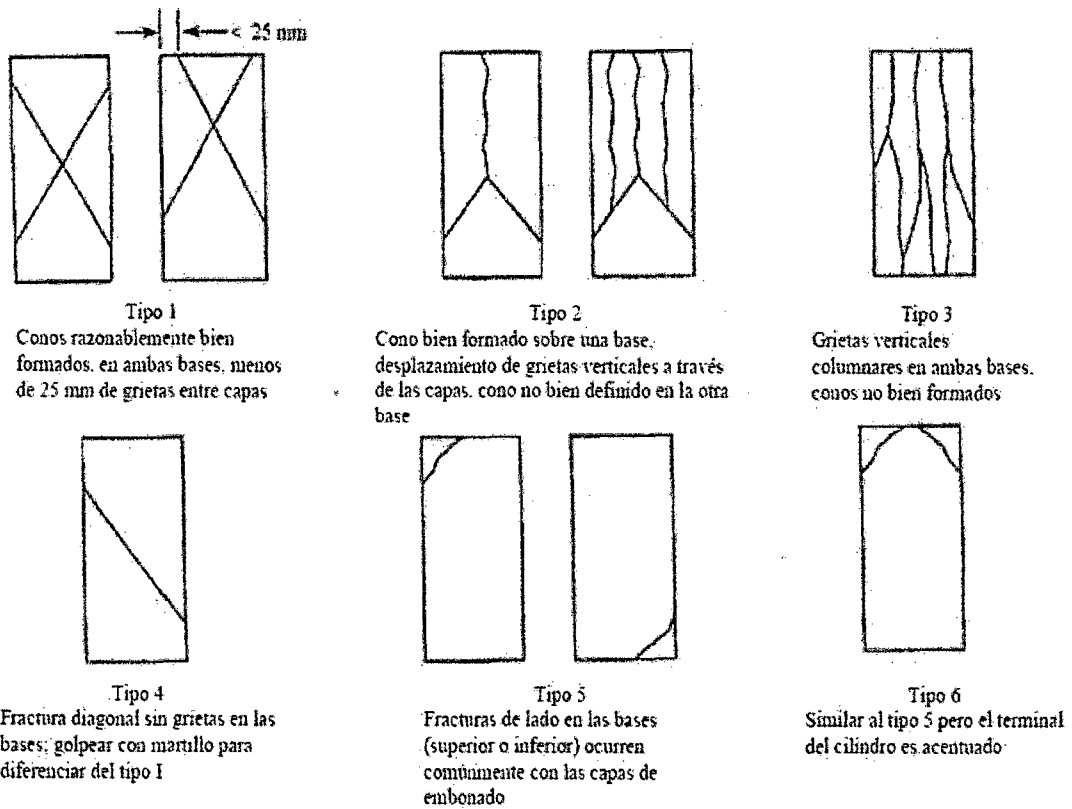 < 25 mm
Tipo 1
Conos razonablemente bien
formados. en ambas bases. menos
de 25 mm de grietas entre capas
Tipo 2
Cono bien formado sobre una base.
desplazamiento de grietas verticales a través
de las capas. cono no bien definido en la otra
base
Tipo 3
Grietas verticales
columnares en ambas bases.
conos no bien formados
Tipo 4
Fractura diagonal sin grietas en las
bases; golpear con martillo para
diferenciar del tipo I
Tipo 5
Fracturas de lado en las bases
(superior o inferior) ocurren
comúnmente con las capas de
embonado
Tipo 6
Similar al tipo 5 pero el terminal
del cilindro es acentuado